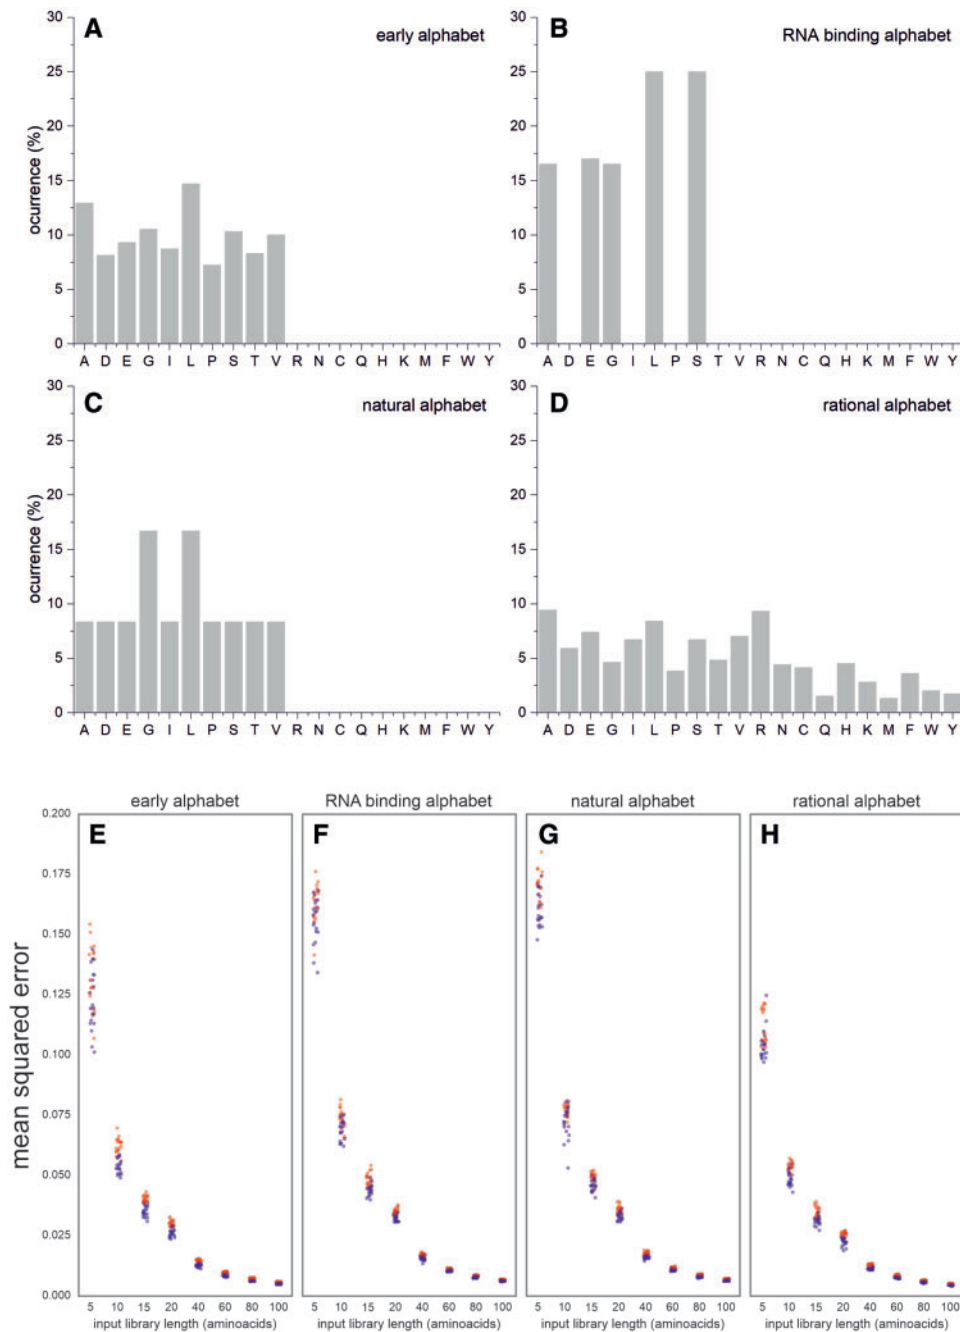 A early alphabet
B RNA binding alphabet
30
25
20
15
10
5
0
ocurrence (%)
A D E G I L P S T V R N C Q H K M F W Y
30
25
20
15
10
5
0
A D E G I L P S T V R N C Q H K M F W Y
C natural alphabet
D rational alphabet
30
25
20
15
10
5
0
ocurrence (%)
A D E G I L P S T V R N C Q H K M F W Y
30
25
20
15
10
5
0
A D E G I L P S T V R N C Q H K M F W Y
early alphabet RNA binding alphabet natural alphabet rational alphabet
E F G H
0.200
0.175
0.150
0.125
0.100
0.075
0.050
0.025
0.000
mean squared error
5 10 15 20 40 60 80 100 5 10 15 20 40 60 80 100 5 10 15 20 40 60 80 100 5 10 15 20 40 60 80 100
input library length (aminoacids) input library length (aminoacids) input library length (aminoacids) input library length (aminoacids)